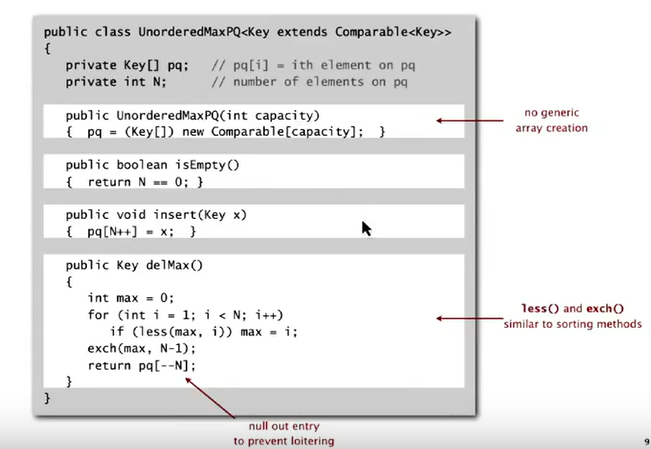 public class UnorderedMaxPQ<Key extends Comparable<Key>>
{
private Key[] pq; // pq[i] = ith element on pq
private int N; // number of elements on pq
public UnorderedMaxPQ(int capacity)
{ pq = (Key[]) new Comparable[capacity]; }
no generic
array creation
public boolean isEmpty()
{ return N == 0; }
public void insert(Key x)
{ pq[N++] = x; }
public Key delMax()
{
int max = 0;
for (int i = 1; i < N; i++)
if (less(max, i)) max = i;
exch(max, N-1);
return pq[--N];
}
}
less() and exch()
similar to sorting methods
null out entry
to prevent loitering
9